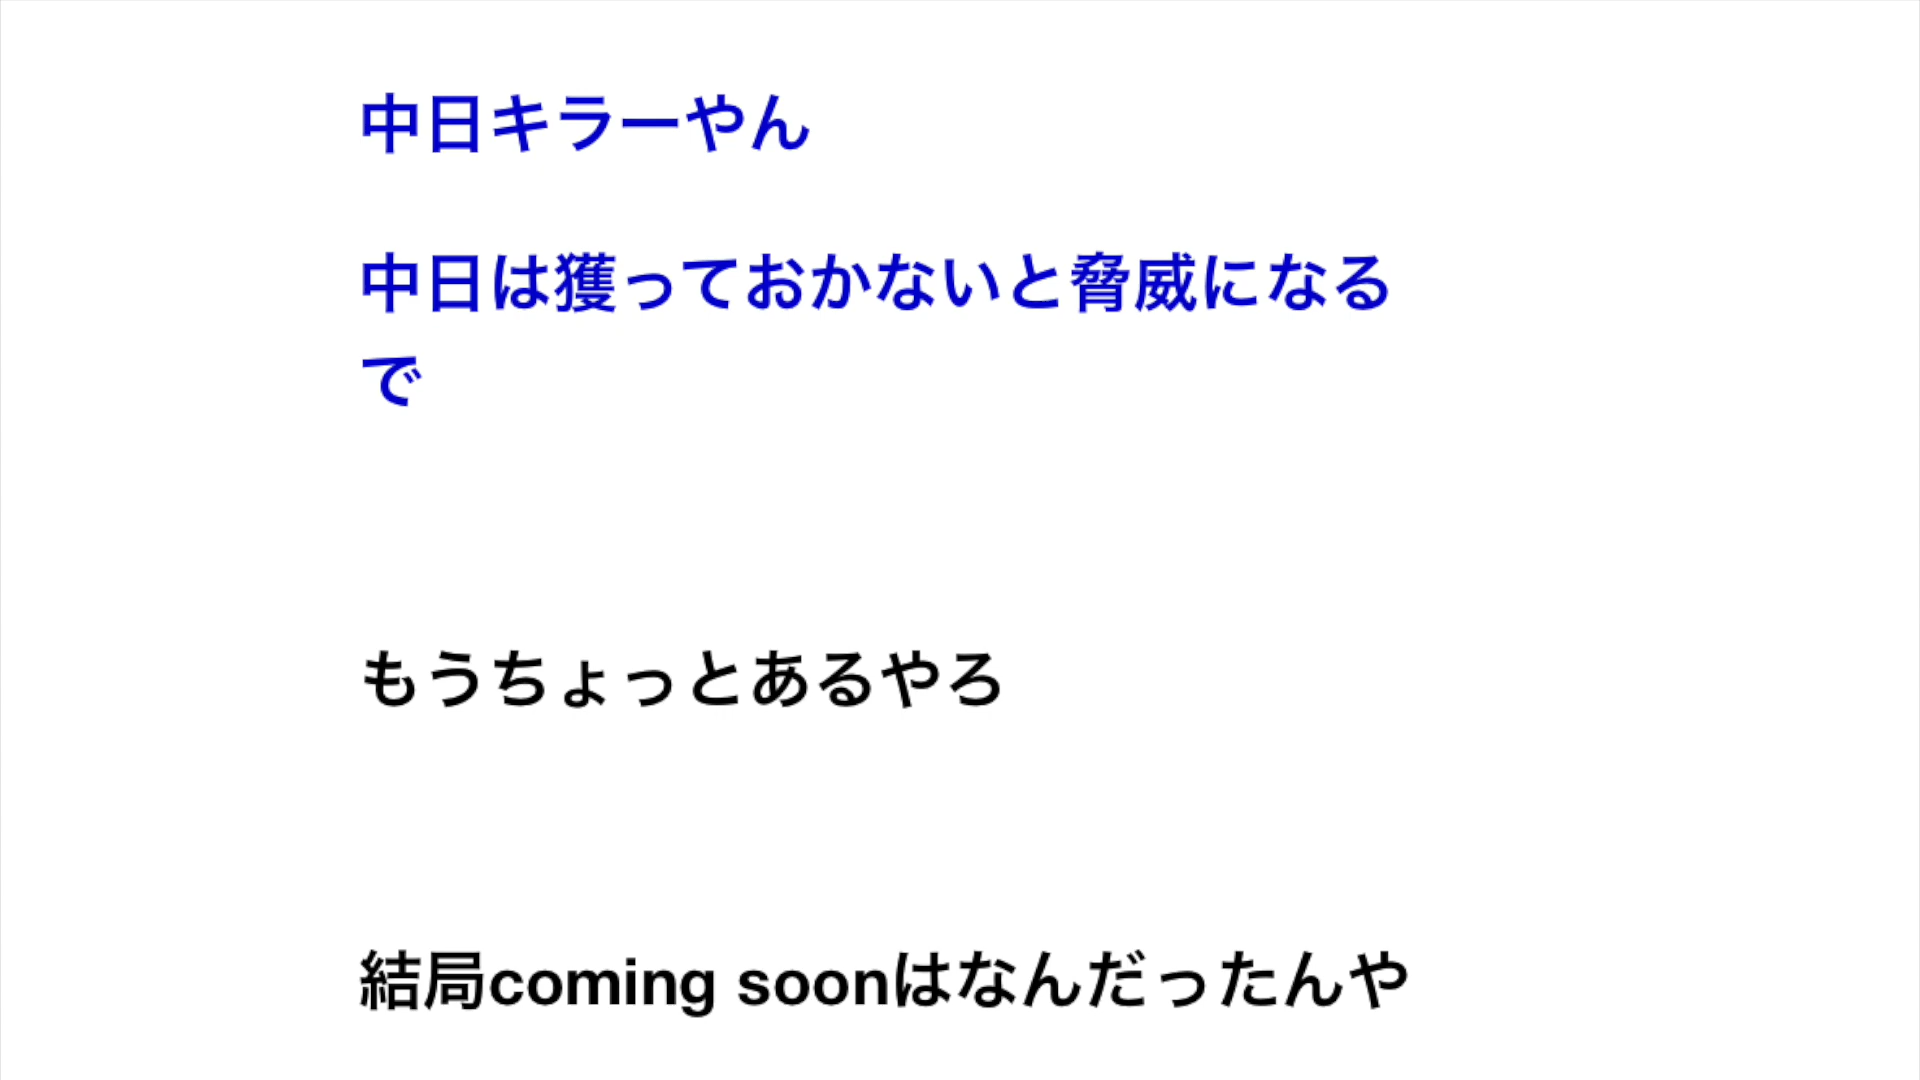 中日キラーやん
中日は獲っておかないと脅威になる
で
もうちょっとあるやろ
結局coming soonはなんだったんや